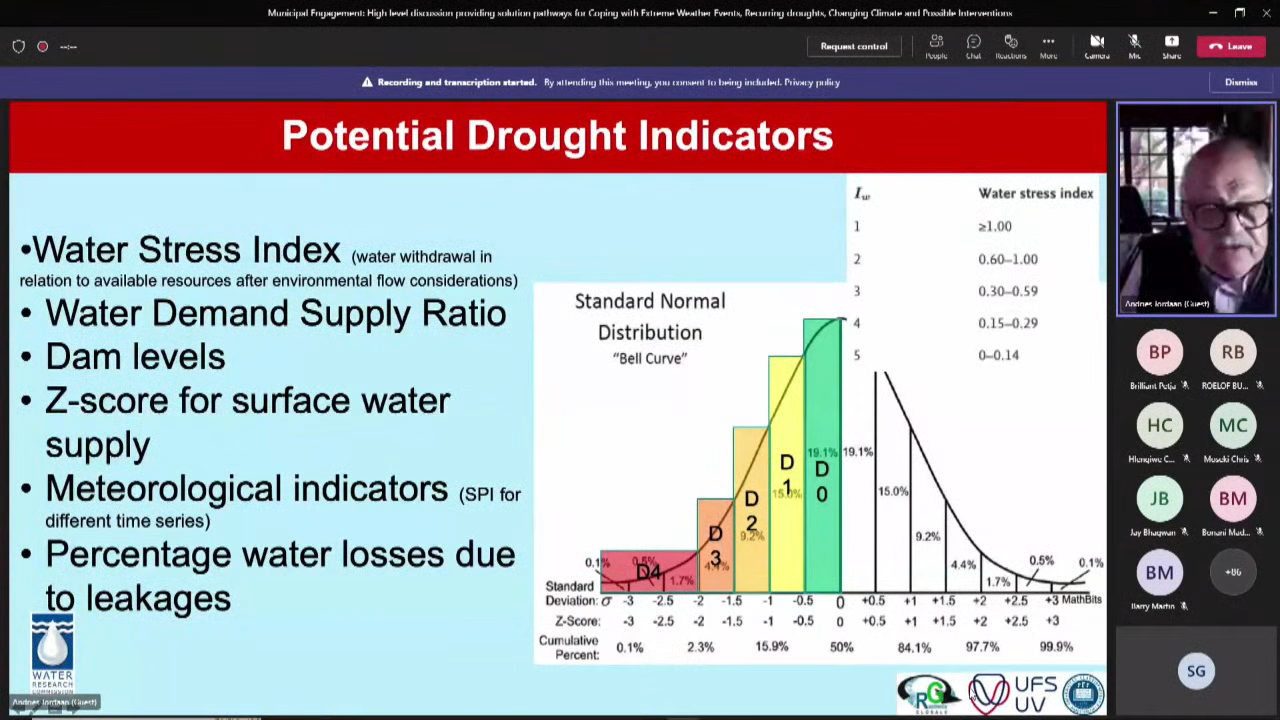 Municipal Engagement: High level discussion providing solution pathways for Coping with Extreme Weather Events, Recurring droughts, Changing Climate and Possible Interventions
--:--
Request control
People
Chat
Reactions
More
Camera
Mic
Share
Leave
Recording and transcription started. By attending this meeting, you consent to being included. Privacy policy
Dismiss
Potential Drought Indicators
•Water Stress Index (water withdrawal in
relation to available resources after environmental flow considerations)
• Water Demand Supply Ratio
• Dam levels
• Z-score for surface water
supply
• Meteorological indicators (SPI for
different time series)
• Percentage water losses due
to leakages
Iw Water stress index
1 ≥1.00
2 0.60–1.00
3 0.30–0.59
4 0.15–0.29
5 0–0.14
Standard Normal
Distribution
"Bell Curve"
D4
D
3
D
2
D
1
D
0
0.1% 0.5% 1.7% 4.4% 9.2% 15.0% 19.1% 19.1% 15.0% 9.2% 4.4% 1.7% 0.5% 0.1%
Standard
Deviation: σ -3 -2.5 -2 -1.5 -1 -0.5 0 +0.5 +1 +1.5 +2 +2.5 +3 MathBits
Z-Score: -3 -2.5 -2 -1.5 -1 -0.5 0 +0.5 +1 +1.5 +2 +2.5 +3
Cumulative
Percent: 0.1% 2.3% 15.9% 50% 84.1% 97.7% 99.9%
WATER
RESEARCH
COMMISSION
Andries Jordaan (Guest)
RG
GLOBALS
UFS
UV
Andries Jordaan (Guest)
BP
Brilliant Petja
RB
ROELOF BU...
HC
Hlengiwe C...
MC
Moseki Chris
JB
Jay Bhagwan
BM
Bonani Mad...
BM
Barry Martin
+86
SG